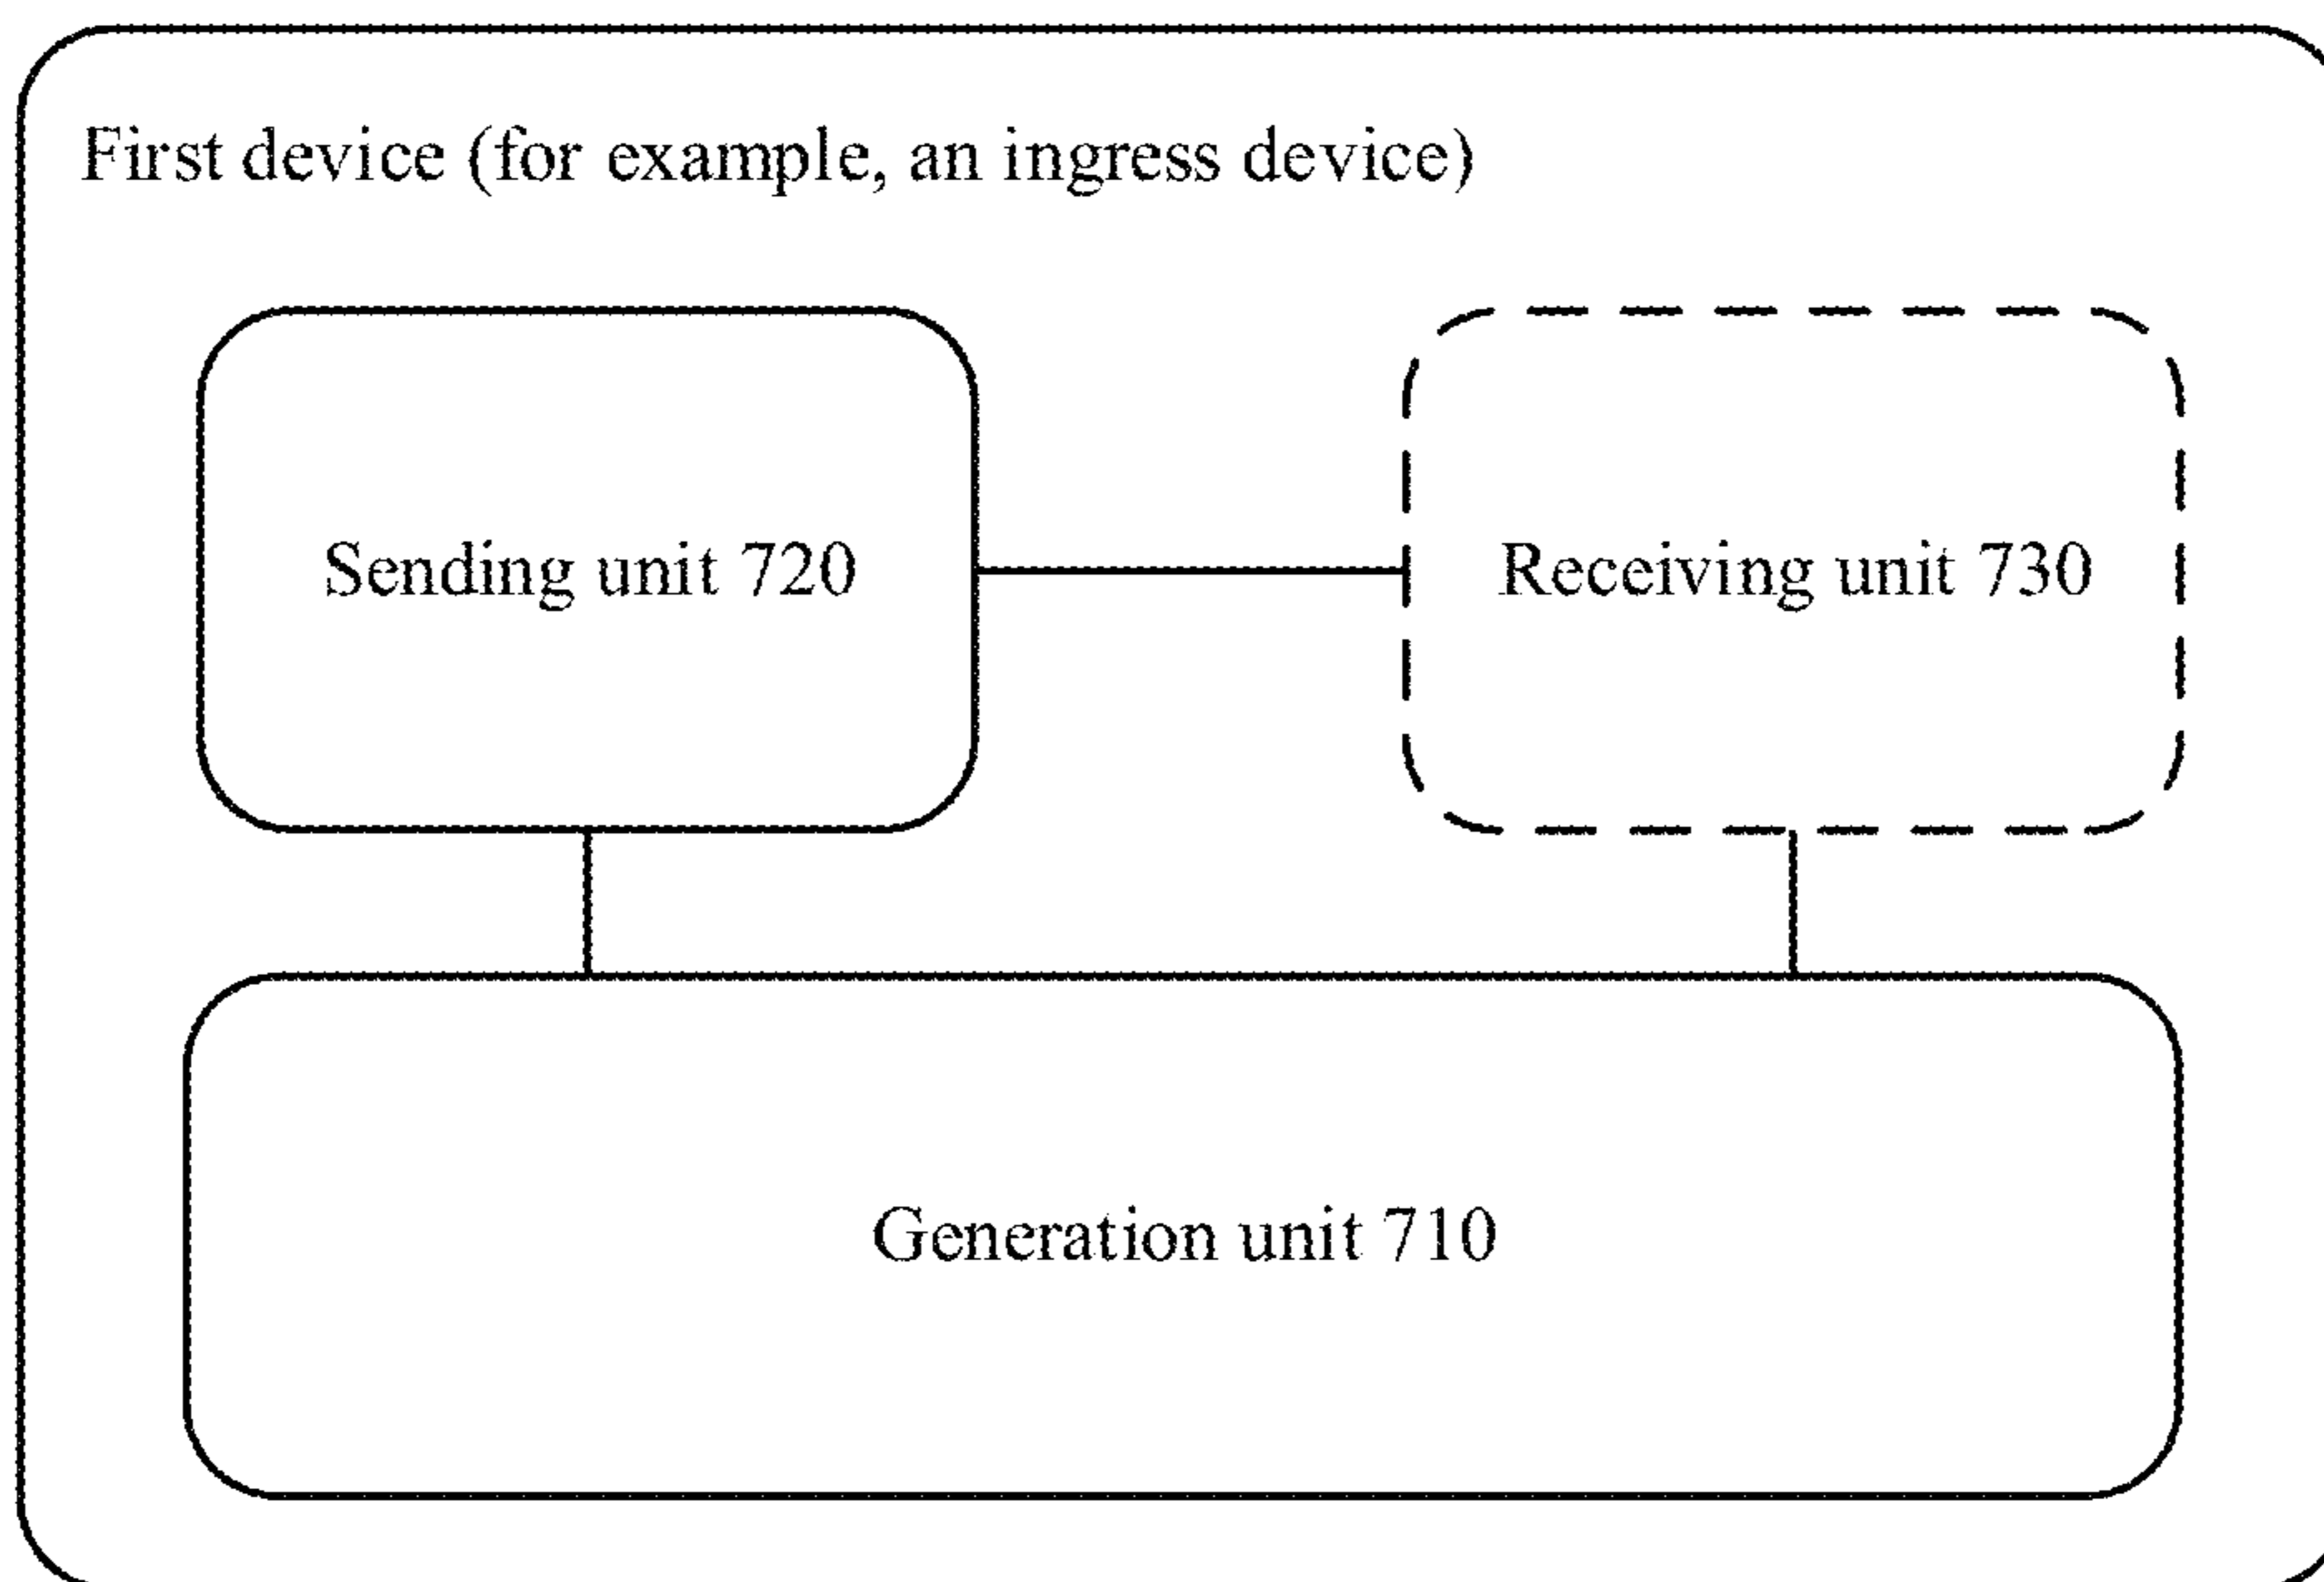 First device (for example, an ingress device)
Sending unit 720
Receiving unit 730
Generation unit 710